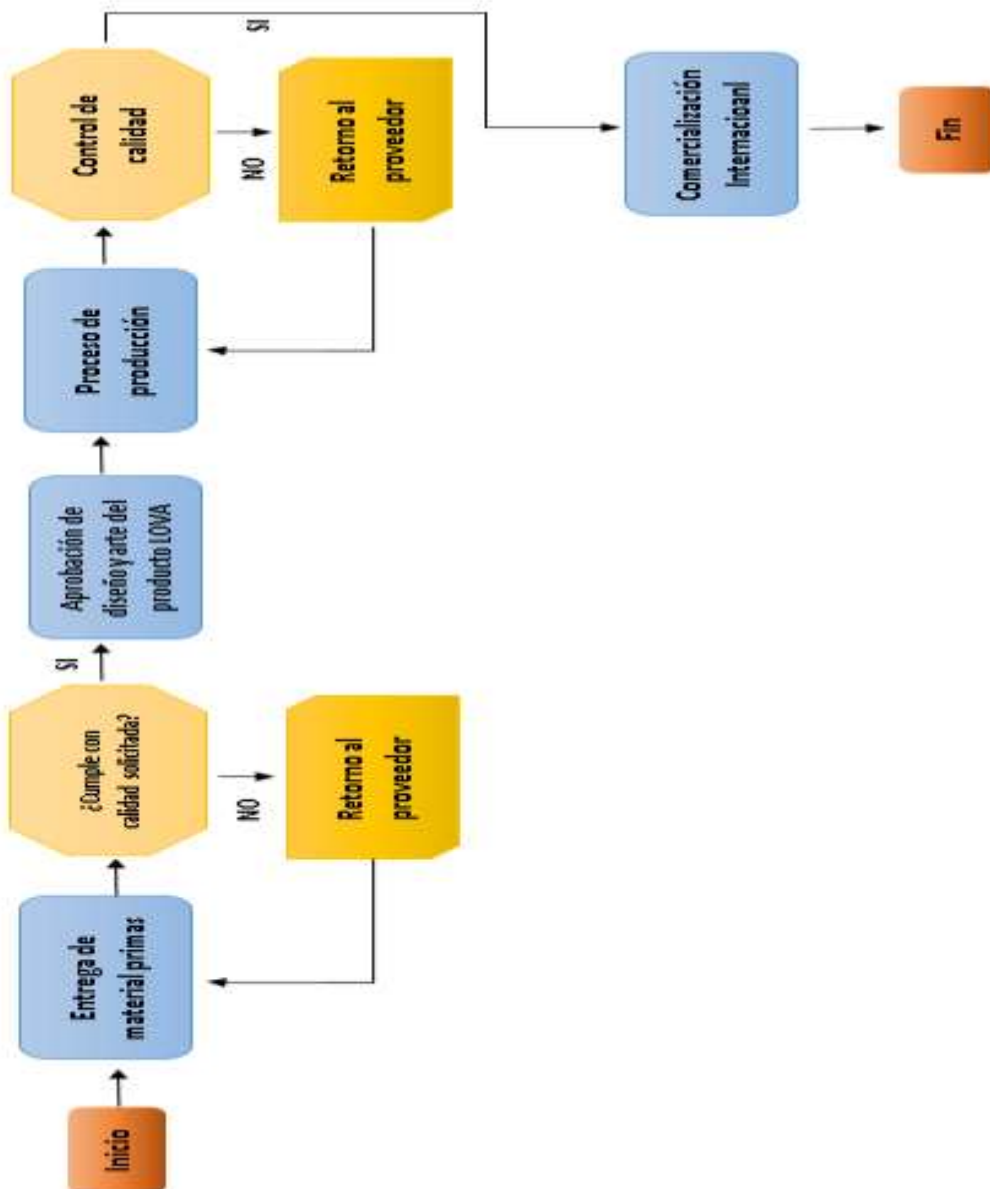 Inicio
Entrega de
material primas
¿Cumple con
calidad solicitada?
NO
Retorno al
proveedor
SI
Aprobación de
diseño y arte del
producto LOVA
Proceso de
producción
Control de
calidad
NO
Retorno al
proveedor
SI
Comercialización
Internacioanl
Fin